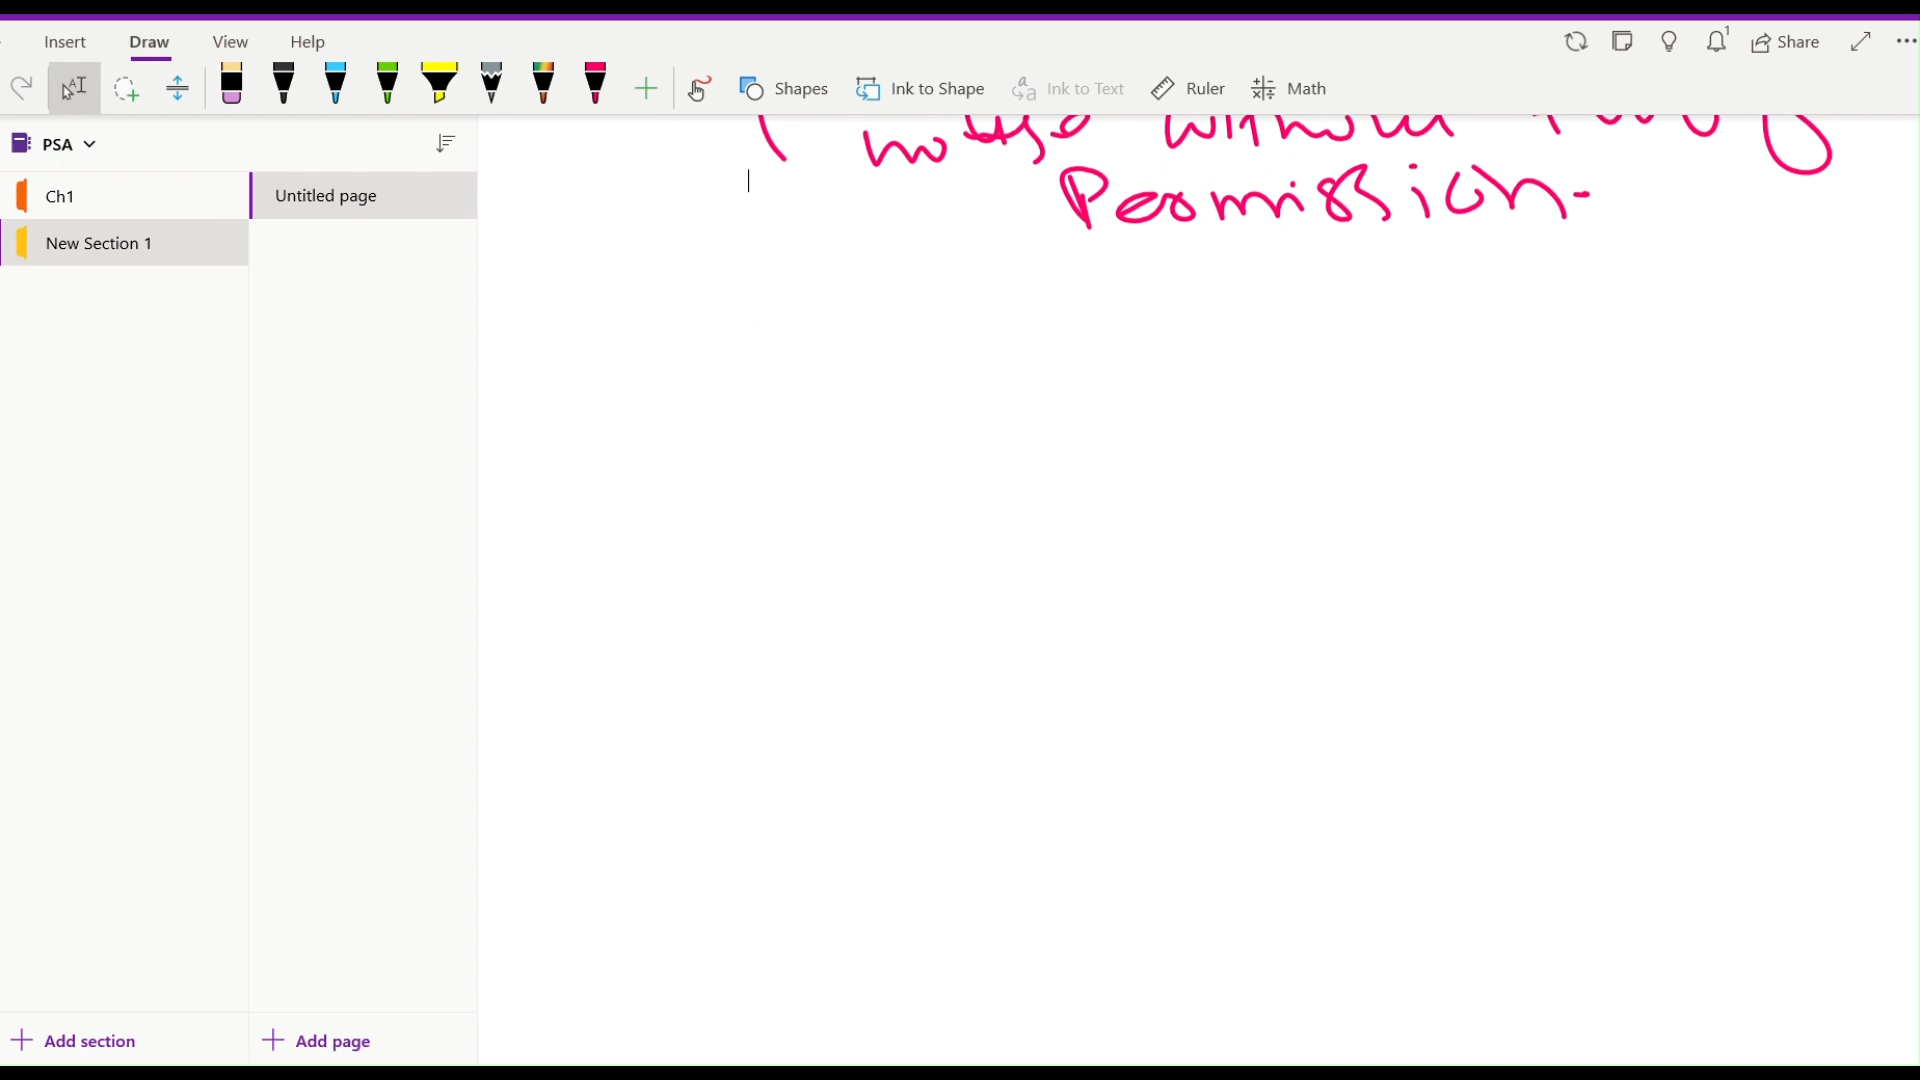 Insert Draw View Help Share
Shapes Ink to Shape Ink to Text Ruler Math
PSA
Ch1 Untitled page
New Section 1
without
Permission.
Add section Add page